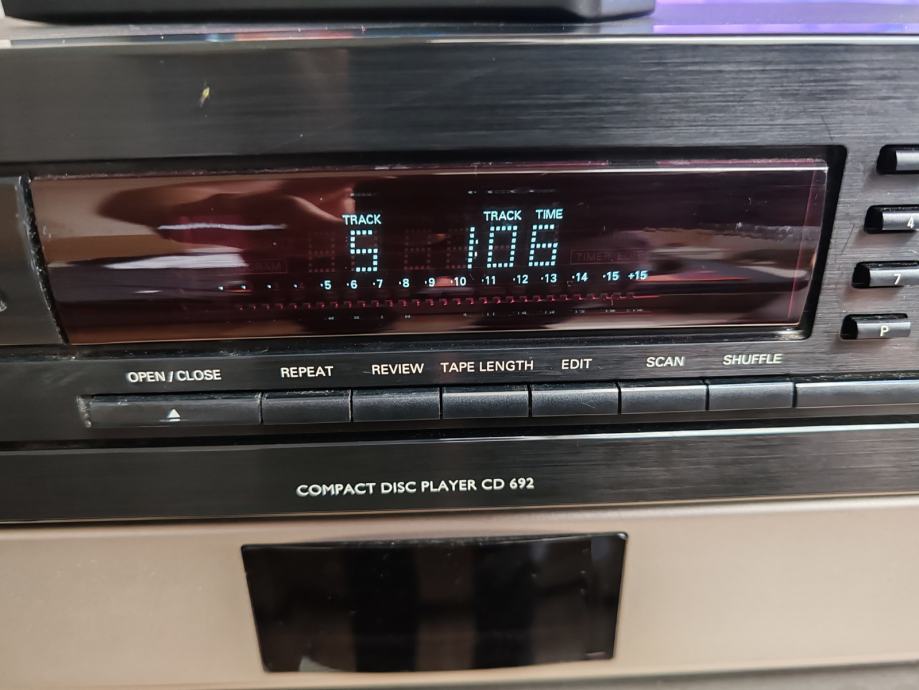 TRACK TRACK TIME
5 106
·5 ·6 ·7 ·8 ·9 ·10 ·11 ·12 ·13 ·14 ·15 +15
OPEN / CLOSE REPEAT REVIEW TAPE LENGTH EDIT SCAN SHUFFLE
4
7
P
COMPACT DISC PLAYER CD 692